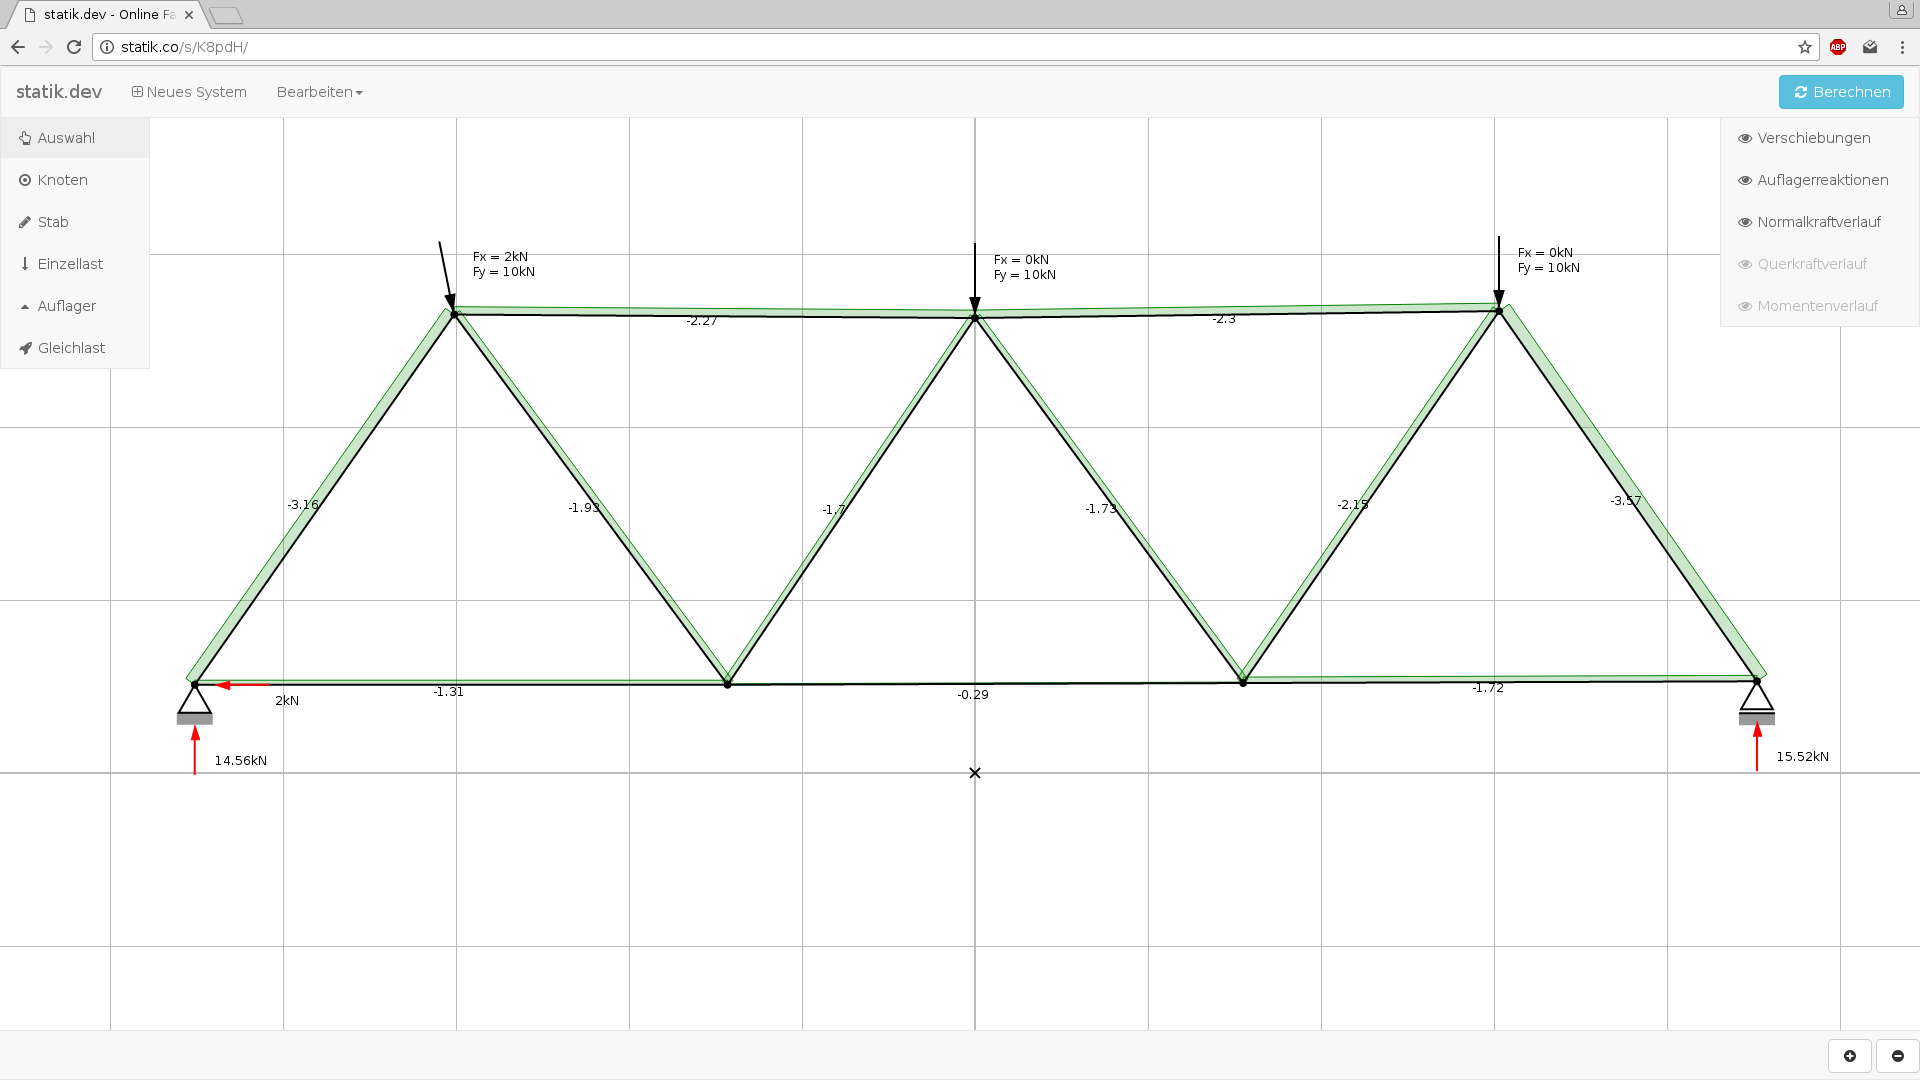 statik.dev - Online Fa
statik.co/s/K8pdH/
ABP
statik.dev
Neues System
Bearbeiten
Berechnen
Auswahl
Knoten
Stab
Einzellast
Auflager
Gleichlast
Verschiebungen
Auflagerreaktionen
Normalkraftverlauf
Querkraftverlauf
Momentenverlauf
Fx = 2kN
Fy = 10kN
Fx = 0kN
Fy = 10kN
Fx = 0kN
Fy = 10kN
-2.27
-2.3
-3.16
-1.93
-1.7
-1.73
-2.15
-3.57
-1.31
-0.29
-1.72
2kN
14.56kN
15.52kN